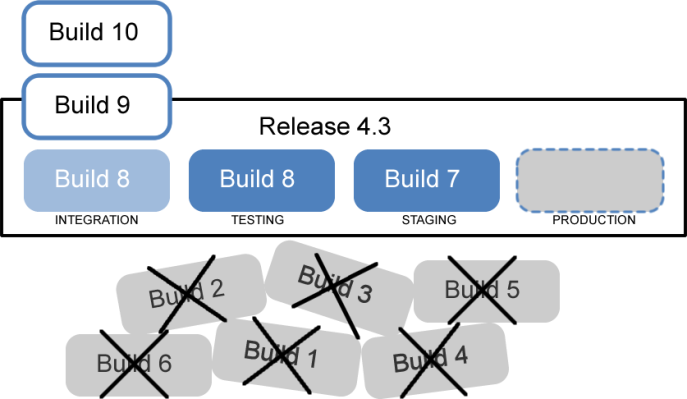 Build 10
Build 9
Release 4.3
Build 8
Build 8
Build 7
INTEGRATION
TESTING
STAGING
PRODUCTION
Build 2
Build 3
Build 5
Build 6
Build 1
Build 4